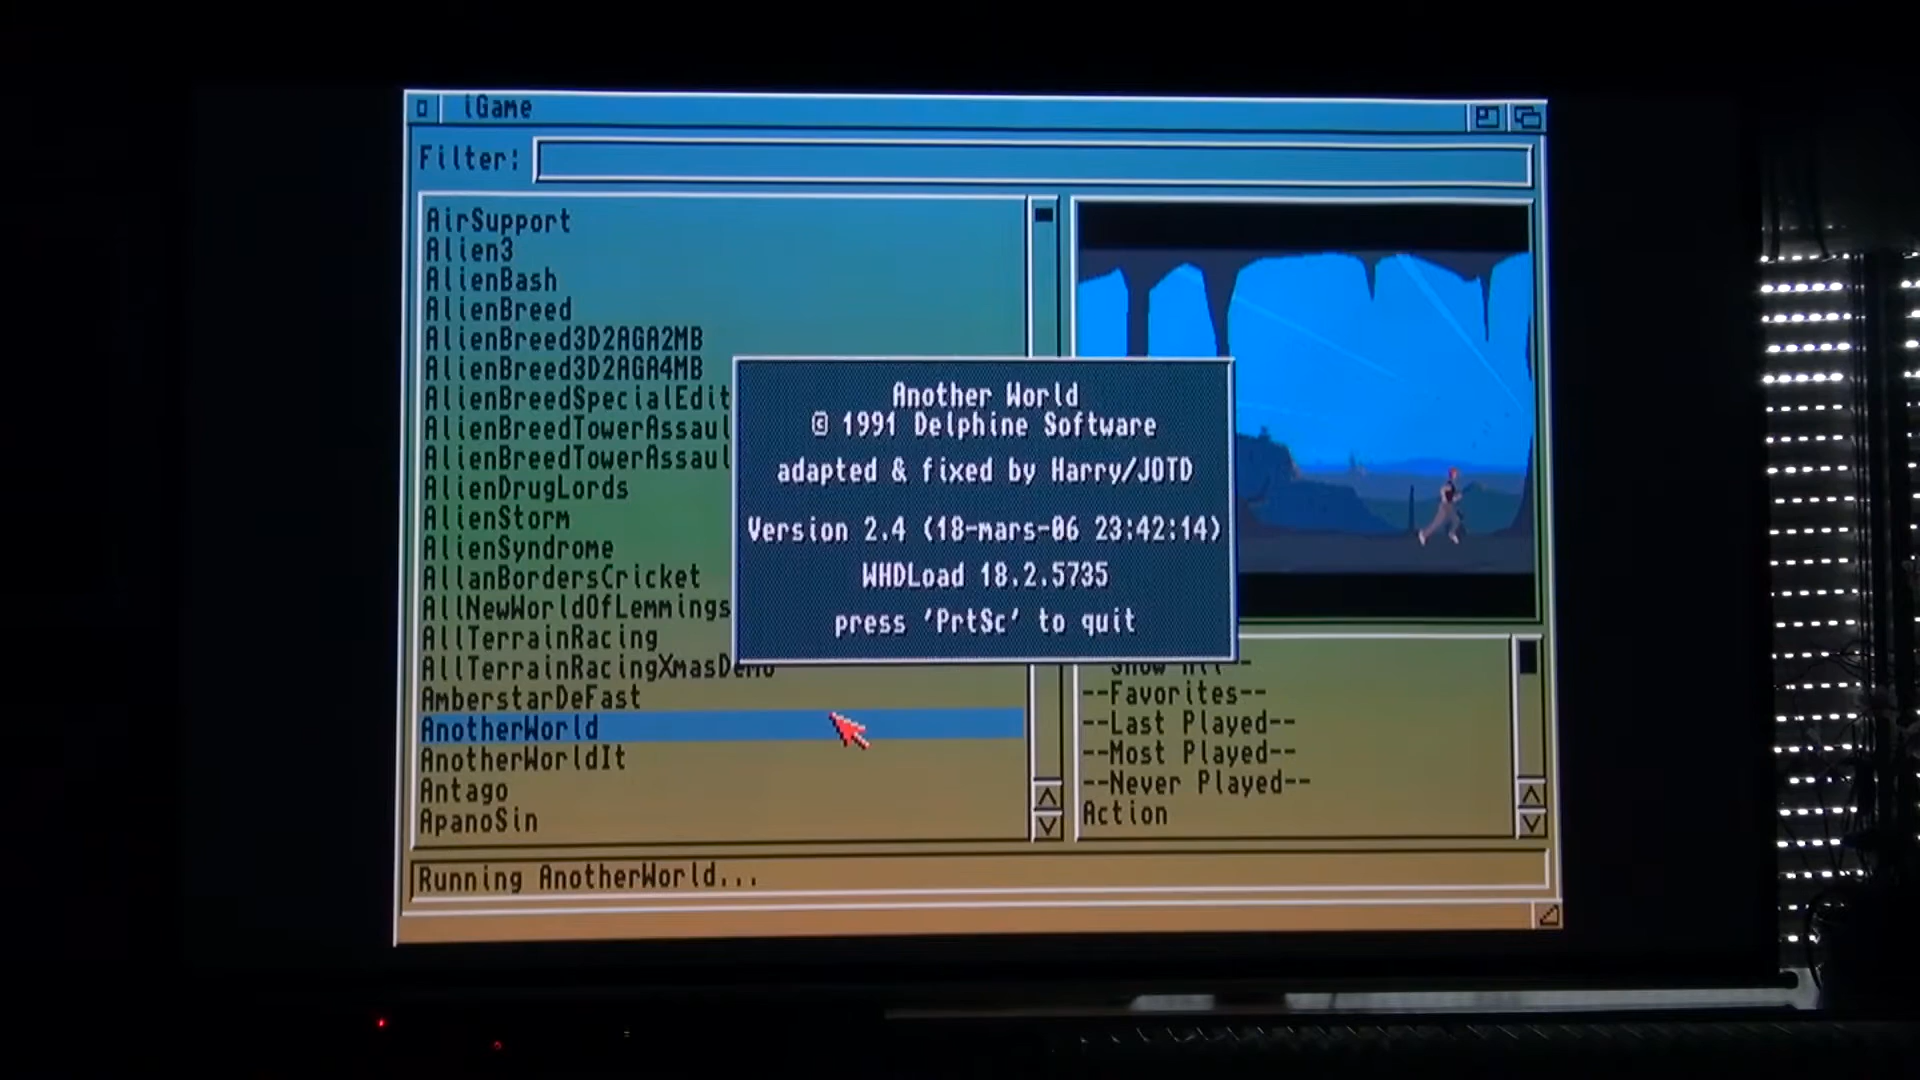 iGame
Filter:
AirSupport
Alien3
AlienBash
AlienBreed
AlienBreed3D2AGA2MB
AlienBreed3D2AGA4MB
AlienBreedSpecialEdit
AlienBreedTowerAssaul
AlienBreedTowerAssaul
AlienDrugLords
AlienStorm
AlienSyndrome
AllanBordersCricket
AllNewWorldOfLemmings
AllTerrainRacing
AllTerrainRacingXmasDemo
AmberstarDeFast
AnotherWorld
AnotherWorldIt
Antago
ApanoSin
Another World
© 1991 Delphine Software
adapted & fixed by Harry/JOTD
Version 2.4 (18-mars-06 23:42:14)
WHDLoad 18.2.5735
press 'PrtSc' to quit
Show All--
--Favorites--
--Last Played--
--Most Played--
--Never Played--
Action
Running AnotherWorld...